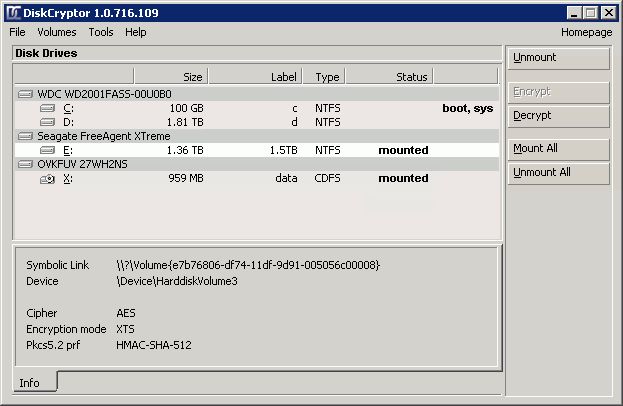 DiskCryptor 1.0.716.109
File Volumes Tools Help Homepage
Disk Drives
Size Label Type Status
WDC WD2001FASS-00U0B0
C: 100 GB c NTFS boot, sys
D: 1.81 TB d NTFS
Seagate FreeAgent XTreme
E: 1.36 TB 1.5TB NTFS mounted
OVKFUV 27WH2NS
X: 959 MB data CDFS mounted
Unmount
Encrypt
Decrypt
Mount All
Unmount All
Symbolic Link \\?\Volume{e7b76806-df74-11df-9d91-005056c00008}
Device \Device\HarddiskVolume3
Cipher AES
Encryption mode XTS
Pkcs5.2 prf HMAC-SHA-512
Info